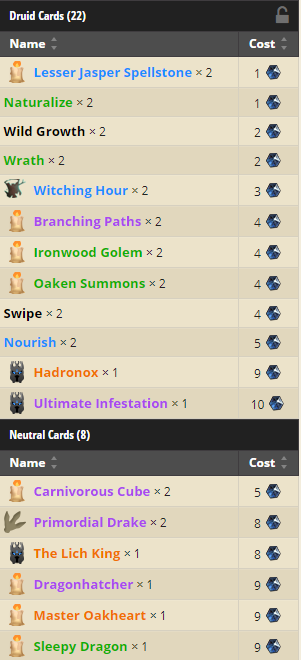 Druid Cards (22)
Name Cost
Lesser Jasper Spellstone × 2 1
Naturalize × 2 1
Wild Growth × 2 2
Wrath × 2 2
Witching Hour × 2 3
Branching Paths × 2 4
Ironwood Golem × 2 4
Oaken Summons × 2 4
Swipe × 2 4
Nourish × 2 5
Hadronox × 1 9
Ultimate Infestation × 1 10
Neutral Cards (8)
Name Cost
Carnivorous Cube × 2 5
Primordial Drake × 2 8
The Lich King × 1 8
Dragonhatcher × 1 9
Master Oakheart × 1 9
Sleepy Dragon × 1 9